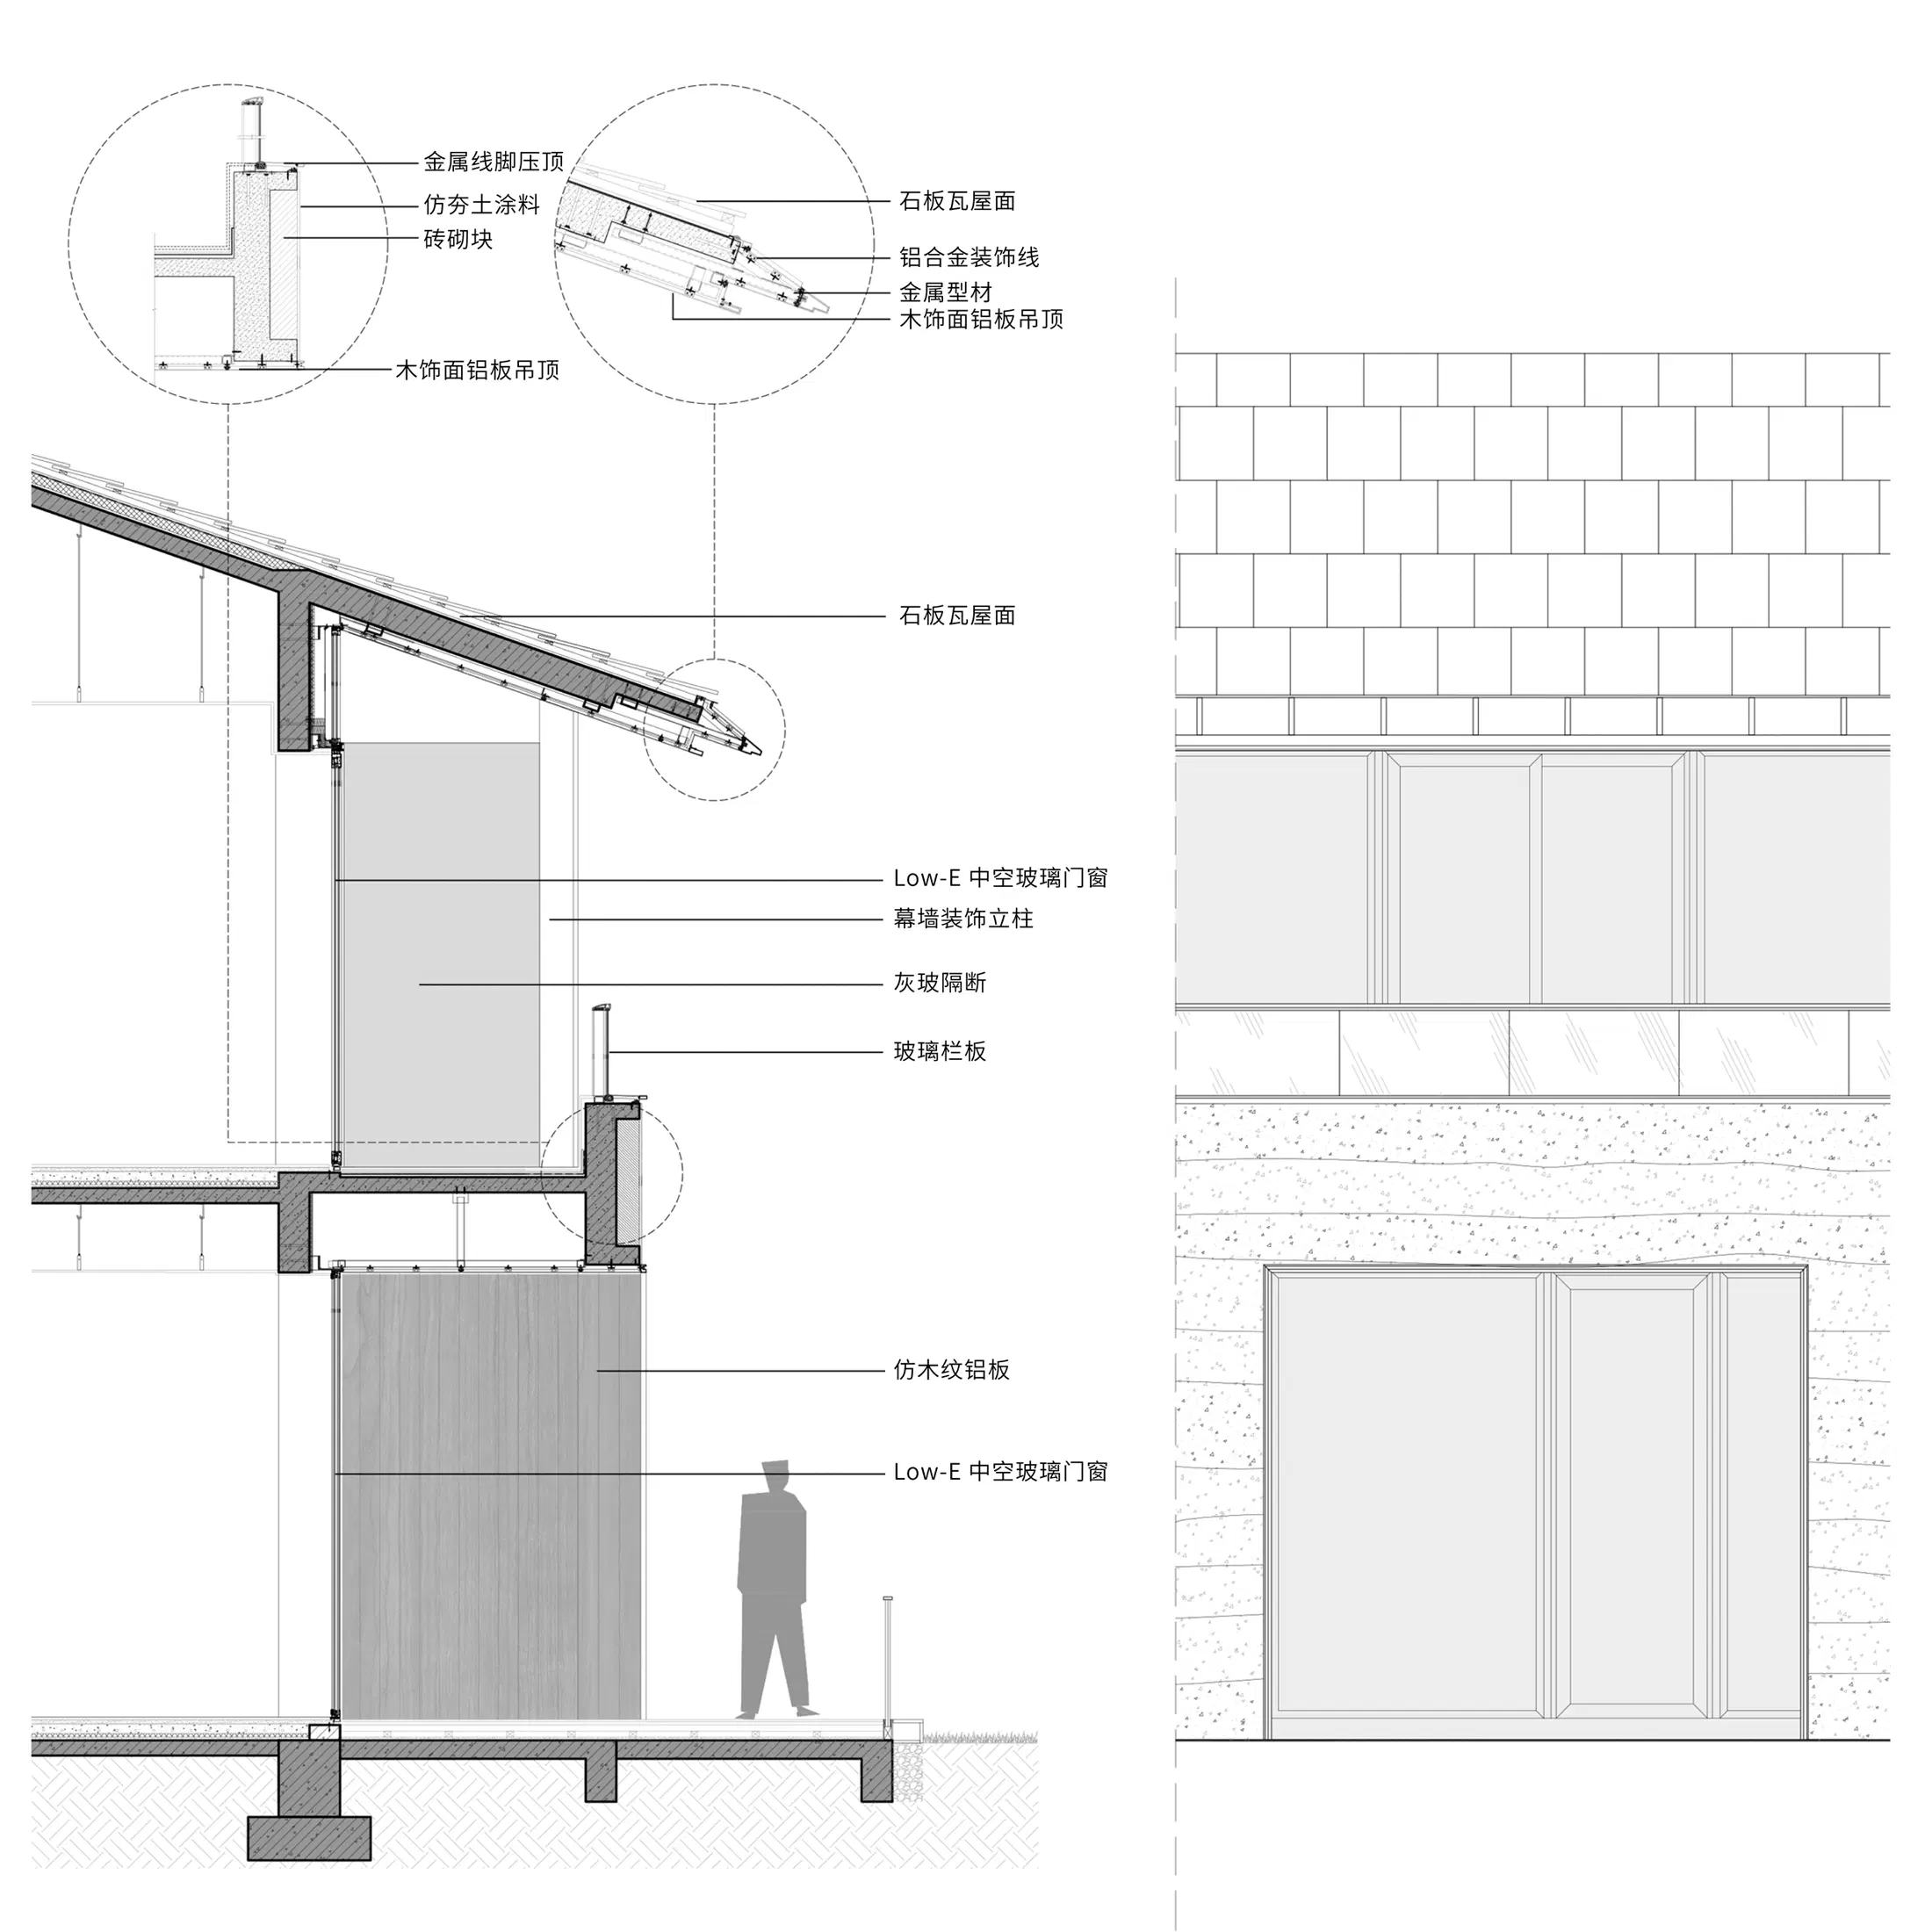 金属线脚压顶
仿夯土涂料
砖砌块
木饰面铝板吊顶
石板瓦屋面
铝合金装饰线
金属型材
木饰面铝板吊顶
石板瓦屋面
Low-E 中空玻璃门窗
幕墙装饰立柱
灰玻隔断
玻璃栏板
仿木纹铝板
Low-E 中空玻璃门窗